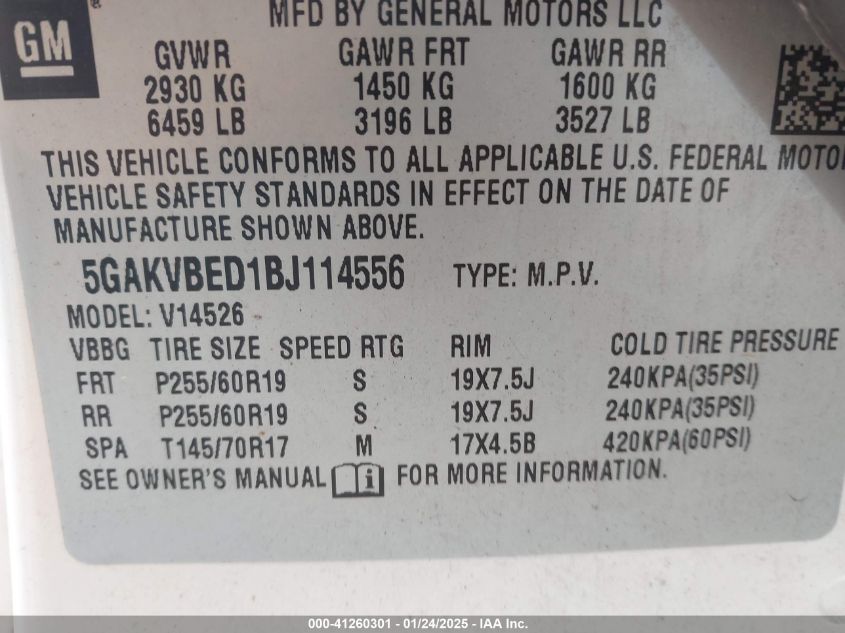 GM ®
MFD BY GENERAL MOTORS LLC
GVWR GAWR FRT GAWR RR
2930 KG 1450 KG 1600 KG
6459 LB 3196 LB 3527 LB
THIS VEHICLE CONFORMS TO ALL APPLICABLE U.S. FEDERAL MOTO
VEHICLE SAFETY STANDARDS IN EFFECT ON THE DATE OF
MANUFACTURE SHOWN ABOVE.
5GAKVBED1BJ114556 TYPE: M.P.V.
MODEL: V14526
VBBG TIRE SIZE SPEED RTG RIM COLD TIRE PRESSURE
FRT P255/60R19 S 19X7.5J 240KPA(35PSI)
RR P255/60R19 S 19X7.5J 240KPA(35PSI)
SPA T145/70R17 M 17X4.5B 420KPA(60PSI)
SEE OWNER'S MANUAL i FOR MORE INFORMATION.
000-41260301 - 01/24/2025 - IAA Inc.